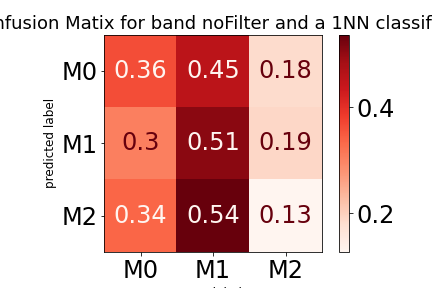 nfusion Matix for band noFilter and a 1NN classif
M0 0.36 0.45 0.18
M1 0.3 0.51 0.19
M2 0.34 0.54 0.13
M0 M1 M2
predicted label
0.4
0.2